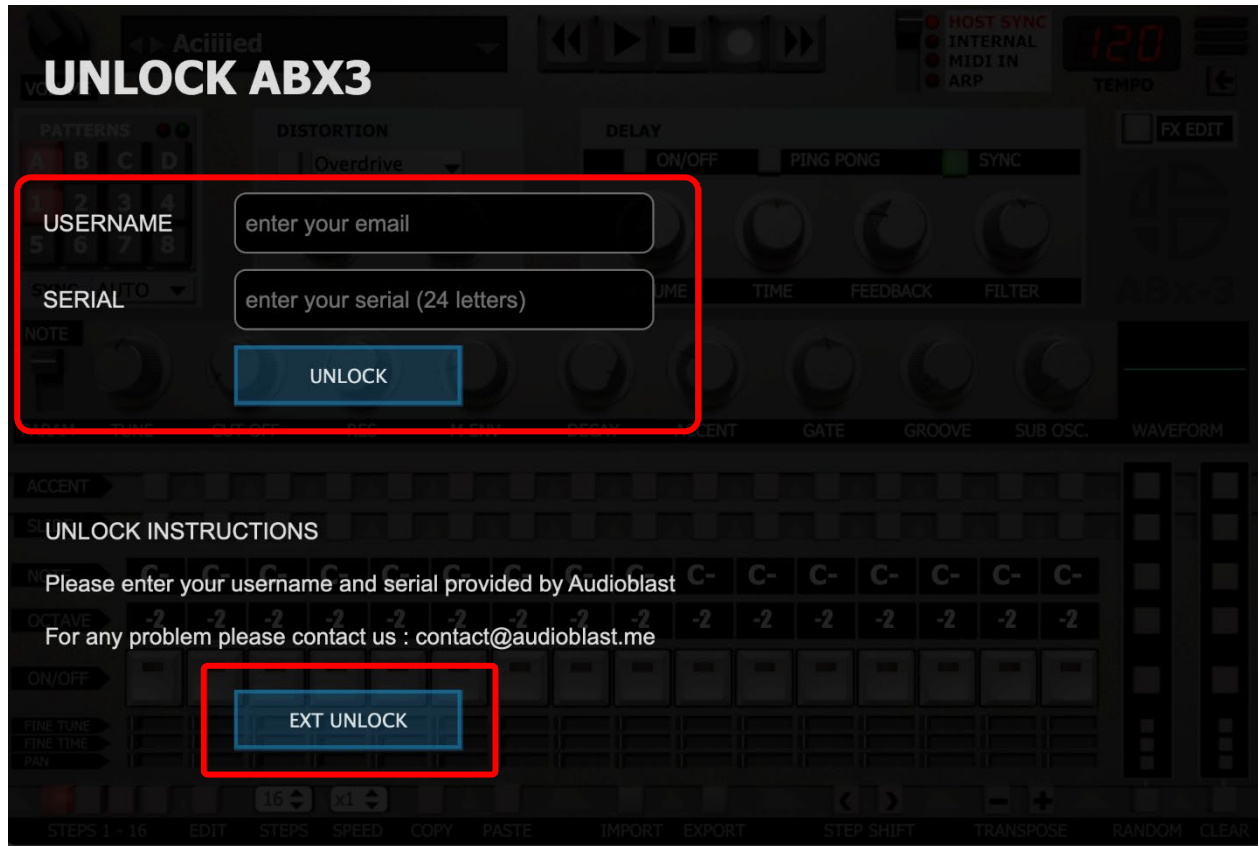 Aciiiied
HOST SYNC
INTERNAL
MIDI IN
ARP
120
TEMPO
UNLOCK ABX3
PATTERNS
DISTORTION
DELAY
FX EDIT
A B C D
Overdrive
ON/OFF PING PONG SYNC
1 2 3 4
USERNAME
enter your email
5 6 7 8
SERIAL
AUTO
enter your serial (24 letters)
TIME FEEDBACK FILTER
ABx-3
NOTE
UNLOCK
PARAM TUNE CUT OFF RES DECAY ACCENT GATE GROOVE SUB OSC. WAVEFORM
ACCENT
UNLOCK INSTRUCTIONS
Please enter your username and serial provided by Audioblast
C- C- C- C- C- C- C-
OCTAVE -2 -2 -2 -2 -2 -2 -2 -2 -2 -2 -2 -2 -2 -2 -2 -2
For any problem please contact us : contact@audioblast.me
ON/OFF
EXT UNLOCK
FINE TUNE
FINE TIME
PAN
16 x1
STEPS 1 - 16 EDIT STEPS SPEED COPY PASTE IMPORT EXPORT STEP SHIFT TRANSPOSE RANDOM CLEAR